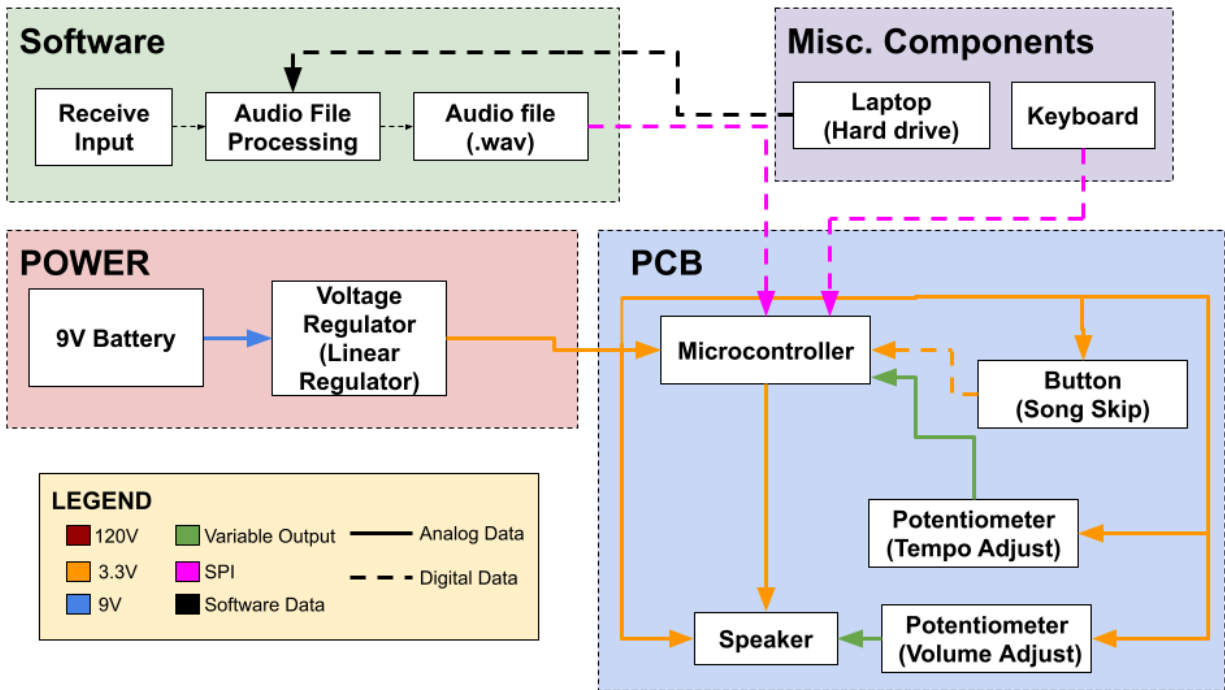 Software
Receive
Input
Audio File
Processing
Audio file
(.wav)
Misc. Components
Laptop
(Hard drive)
Keyboard
POWER
9V Battery
Voltage
Regulator
(Linear
Regulator)
PCB
Microcontroller
Button
(Song Skip)
Potentiometer
(Tempo Adjust)
Speaker
Potentiometer
(Volume Adjust)
LEGEND
120V
3.3V
9V
Variable Output
SPI
Software Data
Analog Data
Digital Data